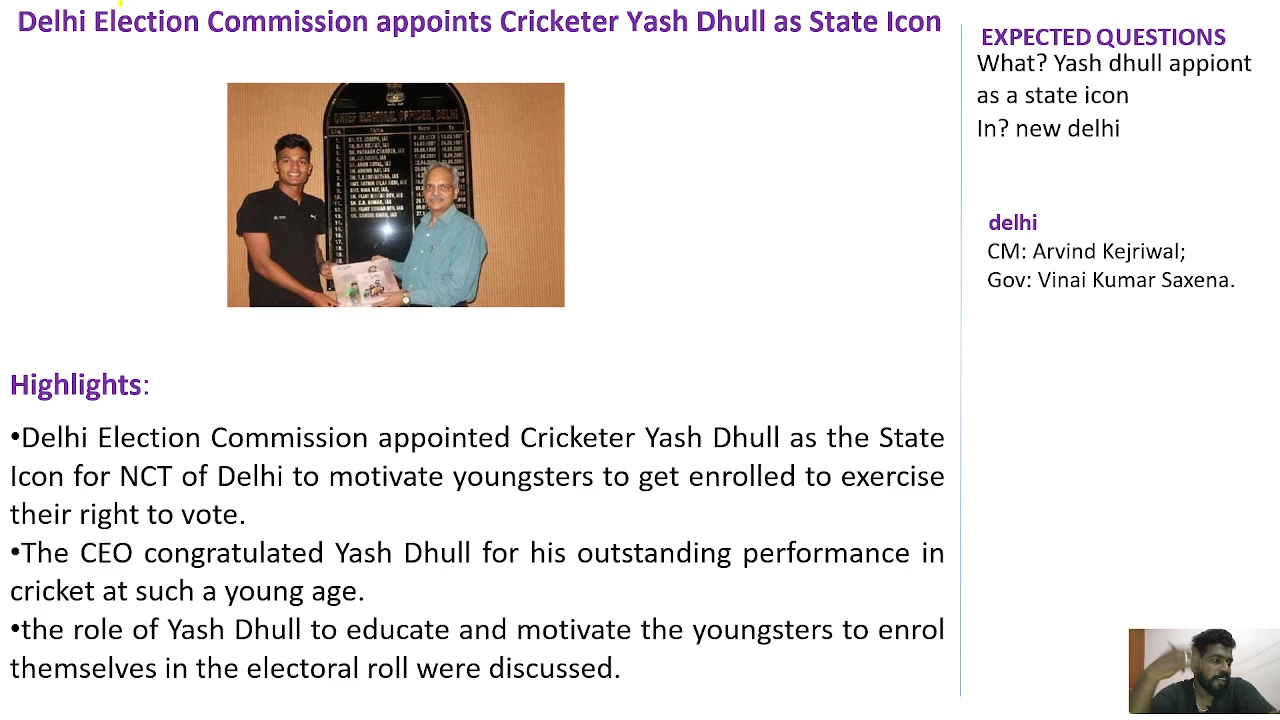 Delhi Election Commission appoints Cricketer Yash Dhull as State Icon
CHIEF ELECTORAL OFFICER, DELHI
Highlights:
•Delhi Election Commission appointed Cricketer Yash Dhull as the State
Icon for NCT of Delhi to motivate youngsters to get enrolled to exercise
their right to vote.
•The CEO congratulated Yash Dhull for his outstanding performance in
cricket at such a young age.
•the role of Yash Dhull to educate and motivate the youngsters to enrol
themselves in the electoral roll were discussed.
EXPECTED QUESTIONS
What? Yash dhull appiont
as a state icon
In? new delhi
delhi
CM: Arvind Kejriwal;
Gov: Vinai Kumar Saxena.